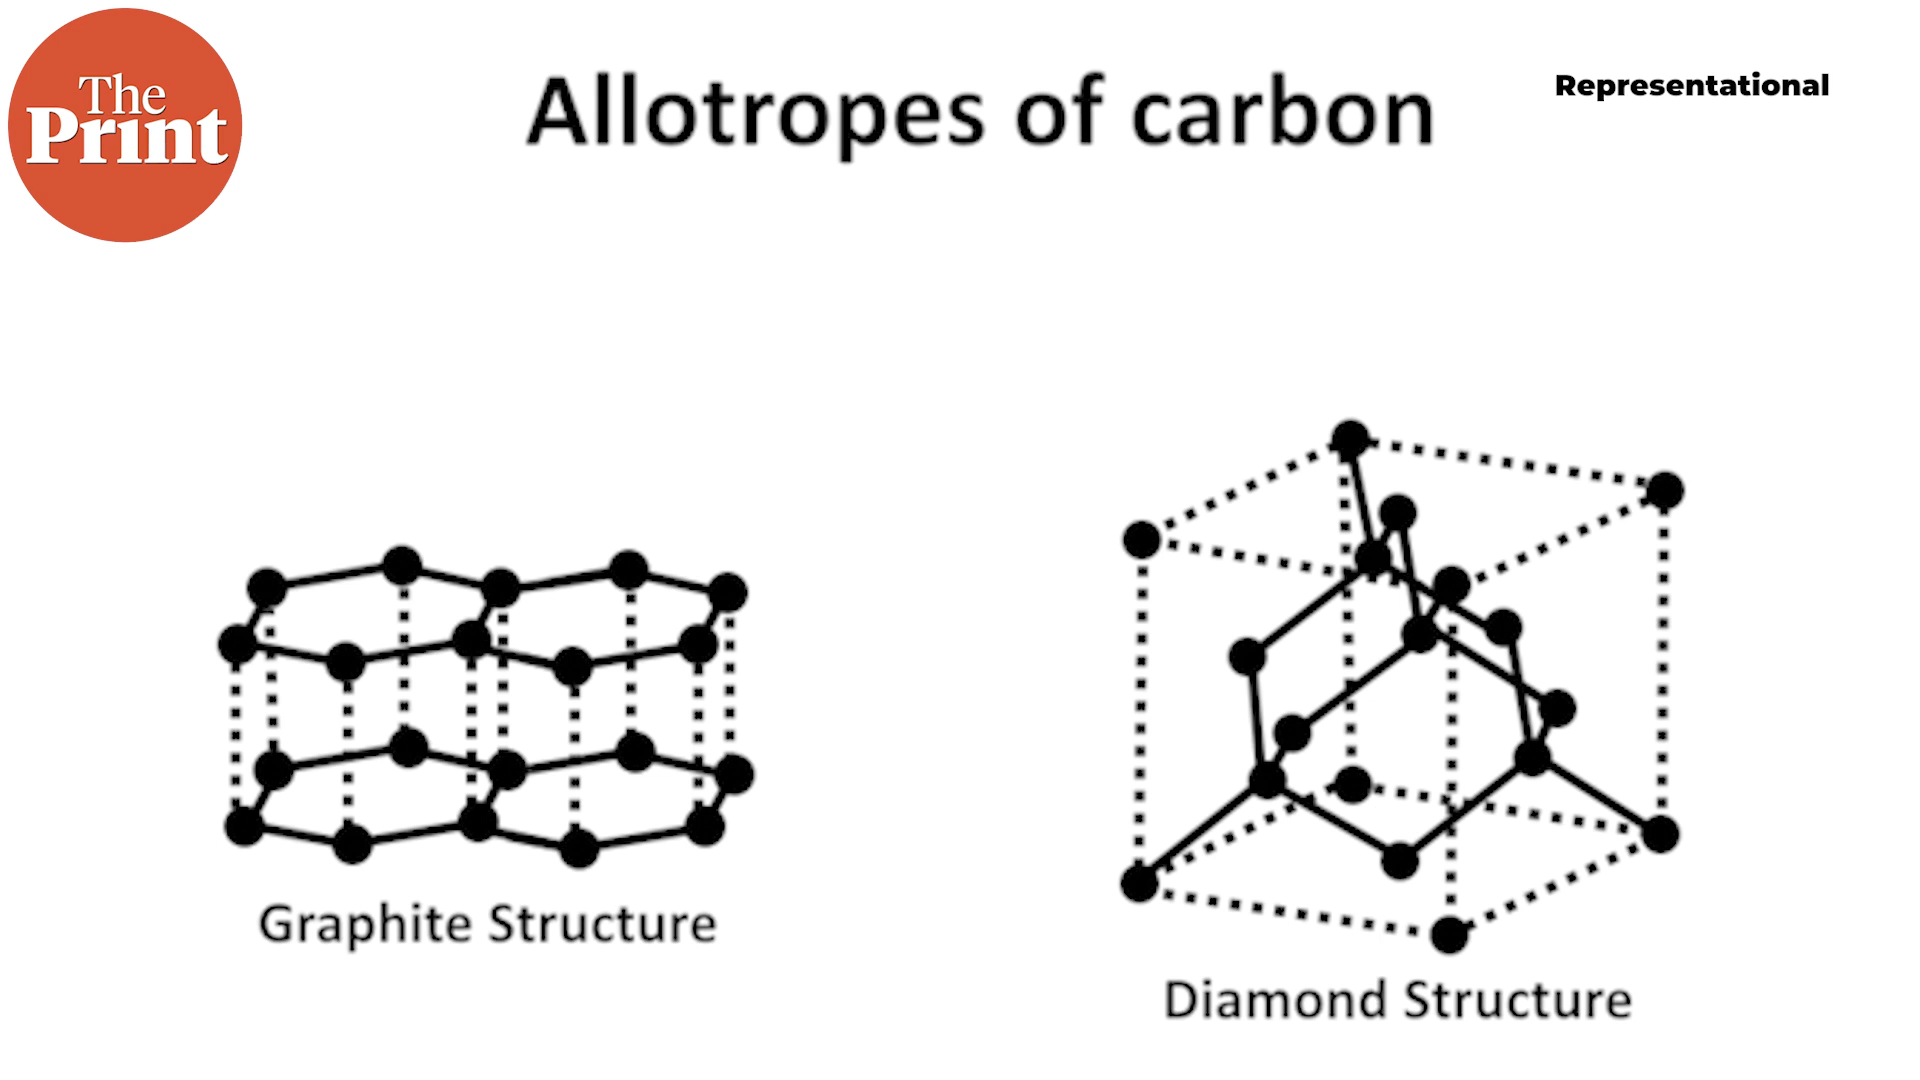 The
Print
Allotropes of carbon
Representational
Graphite Structure
Diamond Structure